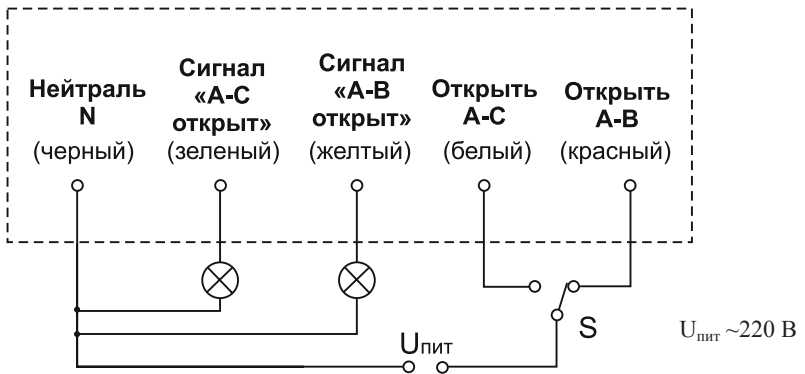 Нейтраль
N
(черный)
Сигнал
«А-С
открыт»
(зеленый)
Сигнал
«А-В
открыт»
(желтый)
Открыть
А-С
(белый)
Открыть
А-В
(красный)
S
Uпит
Uпит ~220 В